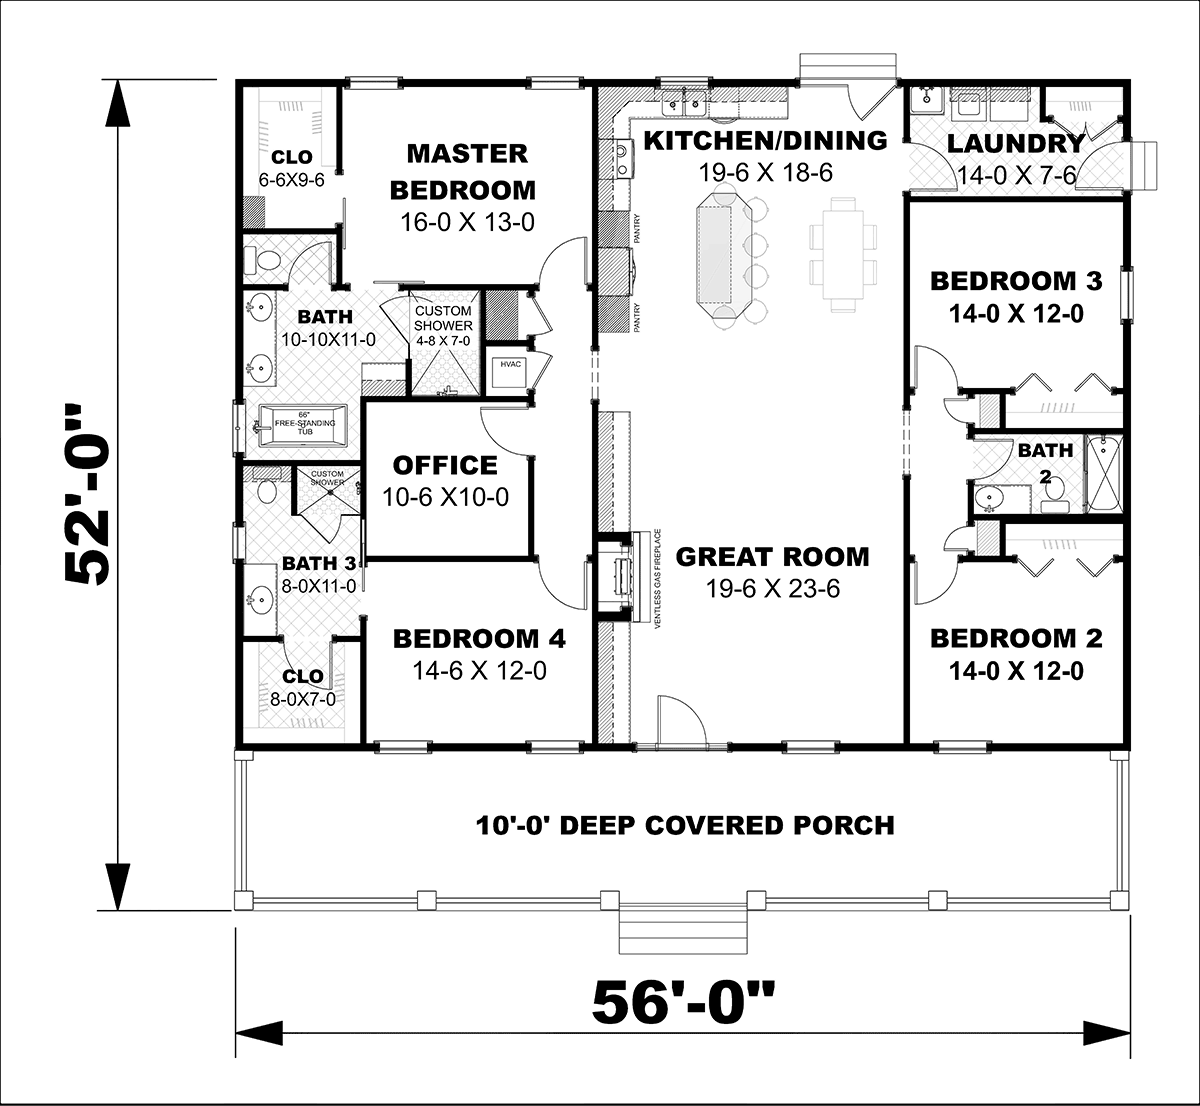 CLO
6-6X9-6
MASTER
BEDROOM
16-0 X 13-0
KITCHEN/DINING
19-6 X 18-6
LAUNDRY
14-0 X 7-6
PANTRY
PANTRY
BEDROOM 3
14-0 X 12-0
BATH
10-10X11-0
CUSTOM
SHOWER
4-8 X 7-0
HVAC
66"
FREE-STANDING
TUB
52'-0"
OFFICE
10-6 X10-0
CUSTOM
SHOWER
BATH
2
BATH 3
8-0X11-0
VENTLESS GAS FIREPLACE
GREAT ROOM
19-6 X 23-6
BEDROOM 4
14-6 X 12-0
BEDROOM 2
14-0 X 12-0
CLO
8-0X7-0
10'-0' DEEP COVERED PORCH
56'-0"